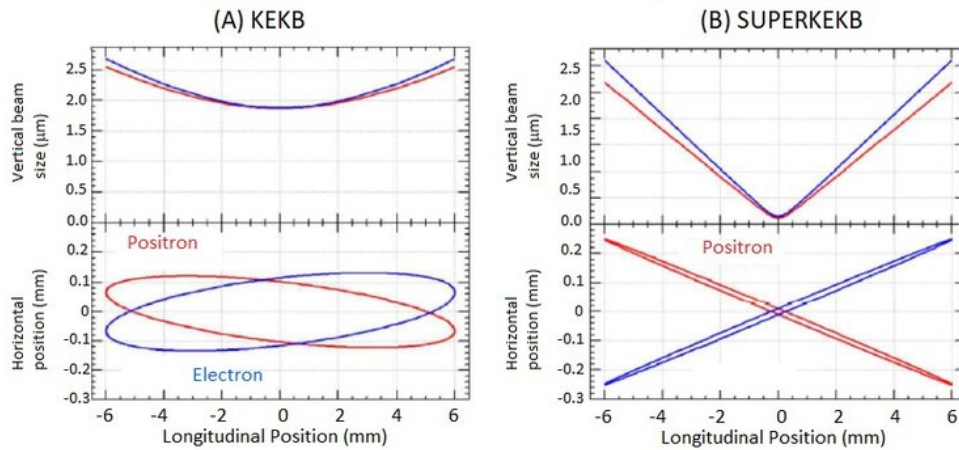 (A) KEKB
Vertical beam
size (μm)
2.5
2.0
1.5
1.0
0.5
0.0
Positron
Electron
Horizontal
position (mm)
0.2
0.1
0
-0.1
-0.2
-0.3
-6 -4 -2 0 2 4 6
Longitudinal Position (mm)
(B) SUPERKEKB
Vertical beam
size (μm)
2.5
2.0
1.5
1.0
0.5
0.0
Positron
Horizontal
position (mm)
0.2
0.1
0
-0.1
-0.2
-0.3
-6 -4 -2 0 2 4 6
Longitudinal Position (mm)